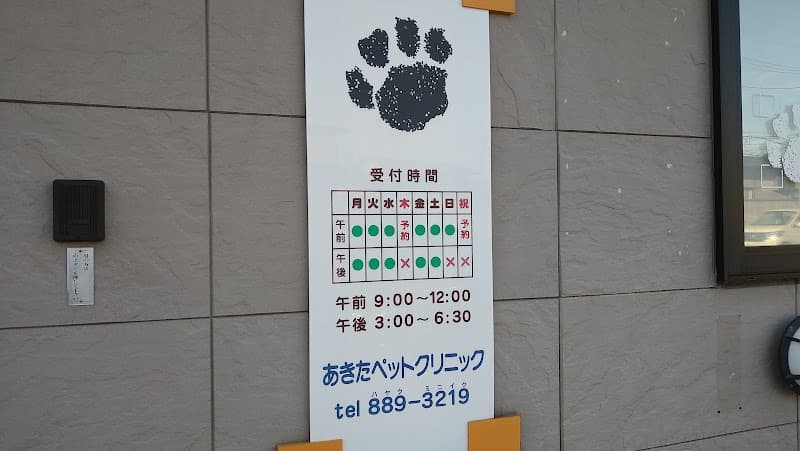 受付時間
月 火 水 木 金 土 日 祝
午前 ● ● ● 予約 ● ● ● 予約
午後 ● ● ● × ● ● × ×
午前 9:00～12:00
午後 3:00～ 6:30
あきたペットクリニック
ハヤク ミニイク
tel 889-3219